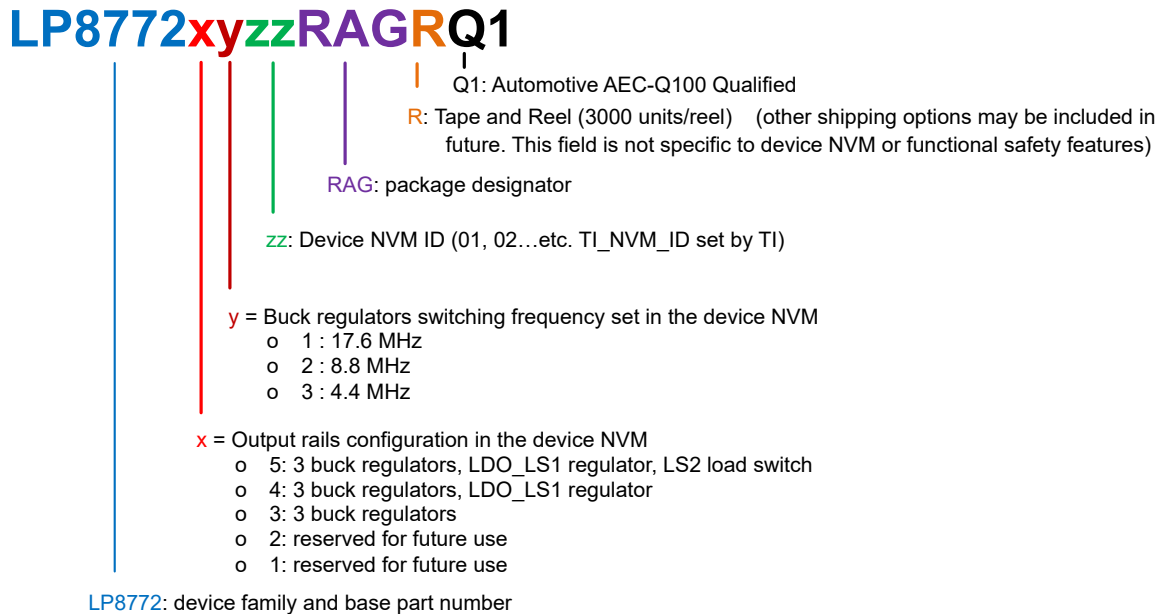 LP8772xyzzRAGRQ1
Q1: Automotive AEC-Q100 Qualified
R: Tape and Reel (3000 units/reel) (other shipping options may be included in
future. This field is not specific to device NVM or functional safety features)
RAG: package designator
zz: Device NVM ID (01, 02…etc. TI_NVM_ID set by TI)
y = Buck regulators switching frequency set in the device NVM
o 1 : 17.6 MHz
o 2 : 8.8 MHz
o 3 : 4.4 MHz
x = Output rails configuration in the device NVM
o 5: 3 buck regulators, LDO_LS1 regulator, LS2 load switch
o 4: 3 buck regulators, LDO_LS1 regulator
o 3: 3 buck regulators
o 2: reserved for future use
o 1: reserved for future use
LP8772: device family and base part number